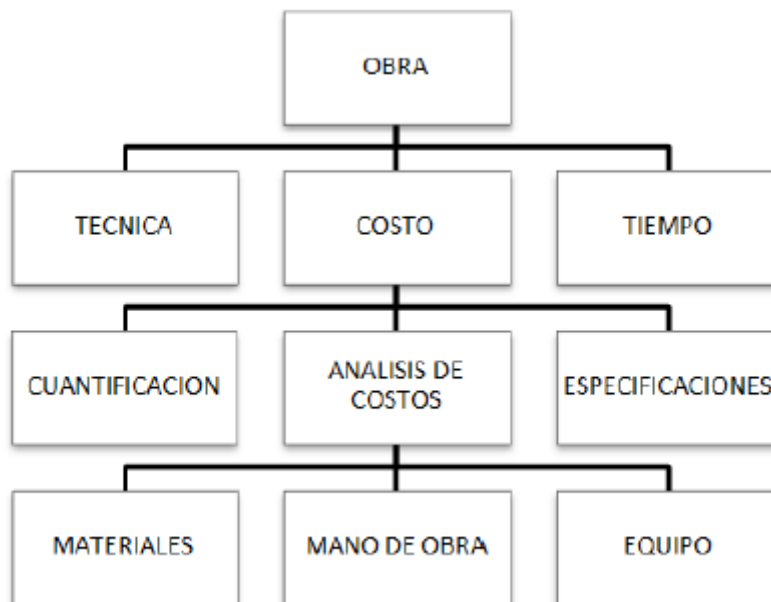 OBRA
TECNICA
COSTO
TIEMPO
CUANTIFICACION
ANALISIS DE
COSTOS
ESPECIFICACIONES
MATERIALES
MANO DE OBRA
EQUIPO